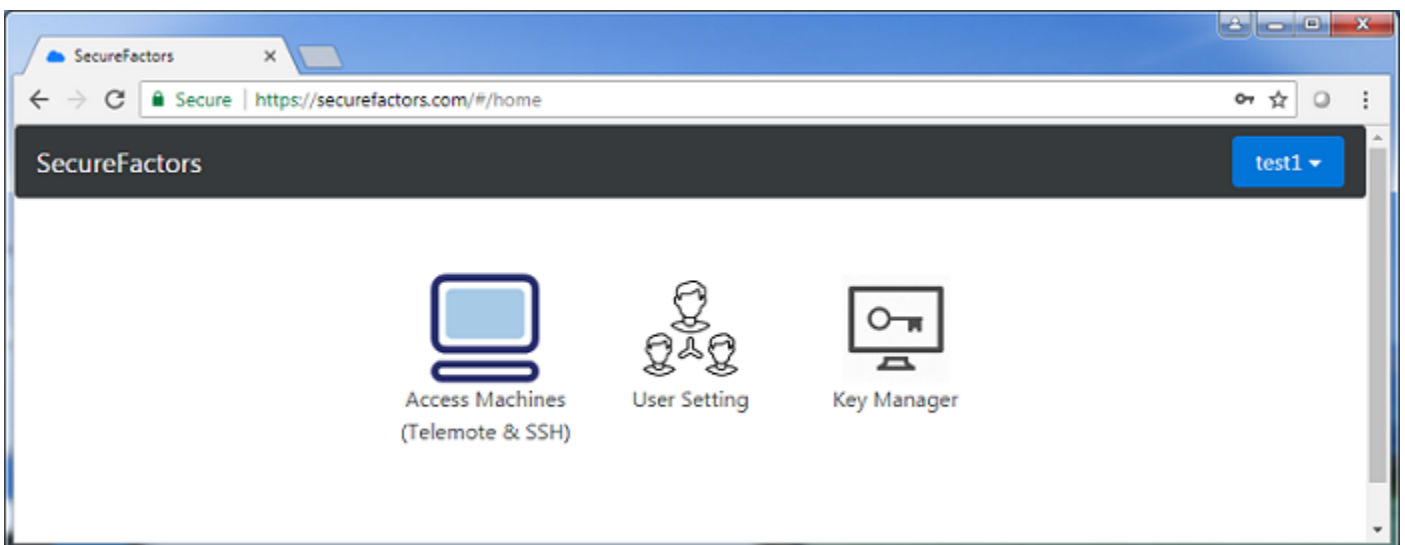 SecureFactors
Secure | https://securefactors.com/#/home
SecureFactors
test1
Access Machines
(Telemote & SSH)
User Setting
Key Manager